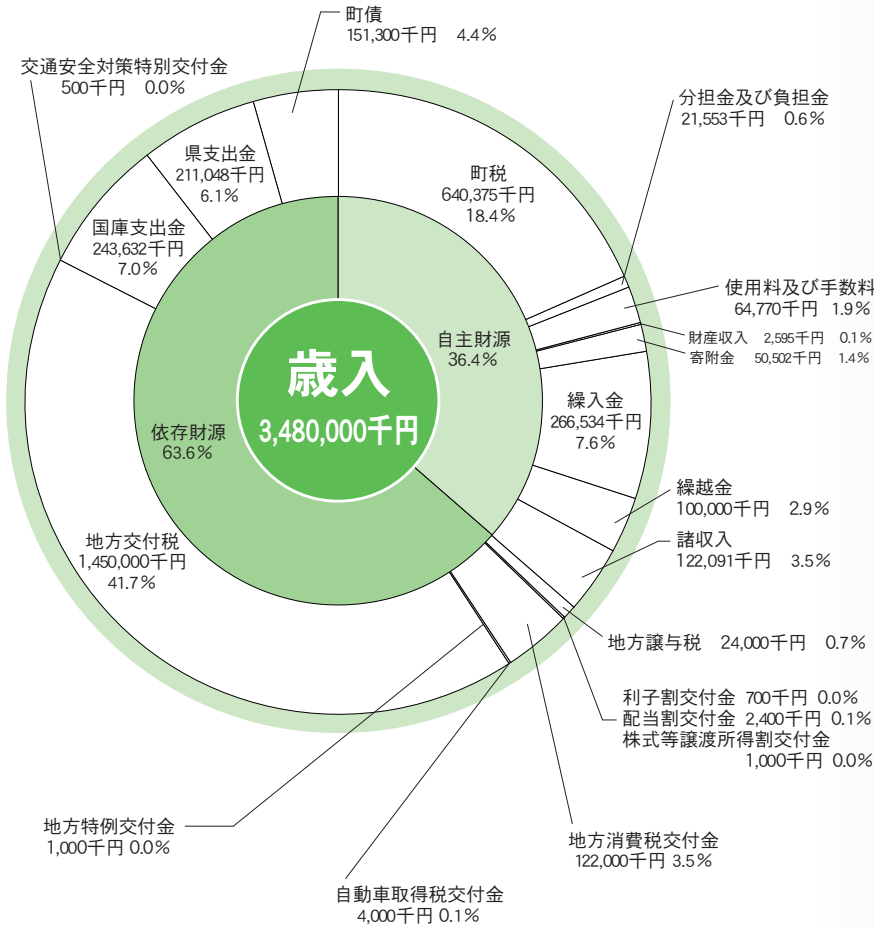 歳入
3,480,000千円
自主財源
36.4%
依存財源
63.6%
町税
640,375千円
18.4%
分担金及び負担金
21,553千円 0.6%
使用料及び手数料
64,770千円 1.9%
財産収入 2,595千円 0.1%
寄附金 50,502千円 1.4%
繰入金
266,534千円
7.6%
繰越金
100,000千円 2.9%
諸収入
122,091千円 3.5%
地方譲与税 24,000千円 0.7%
利子割交付金 700千円 0.0%
配当割交付金 2,400千円 0.1%
株式等譲渡所得割交付金
1,000千円 0.0%
地方消費税交付金
122,000千円 3.5%
自動車取得税交付金
4,000千円 0.1%
地方特例交付金
1,000千円 0.0%
地方交付税
1,450,000千円
41.7%
交通安全対策特別交付金
500千円 0.0%
国庫支出金
243,632千円
7.0%
県支出金
211,048千円
6.1%
町債
151,300千円 4.4%